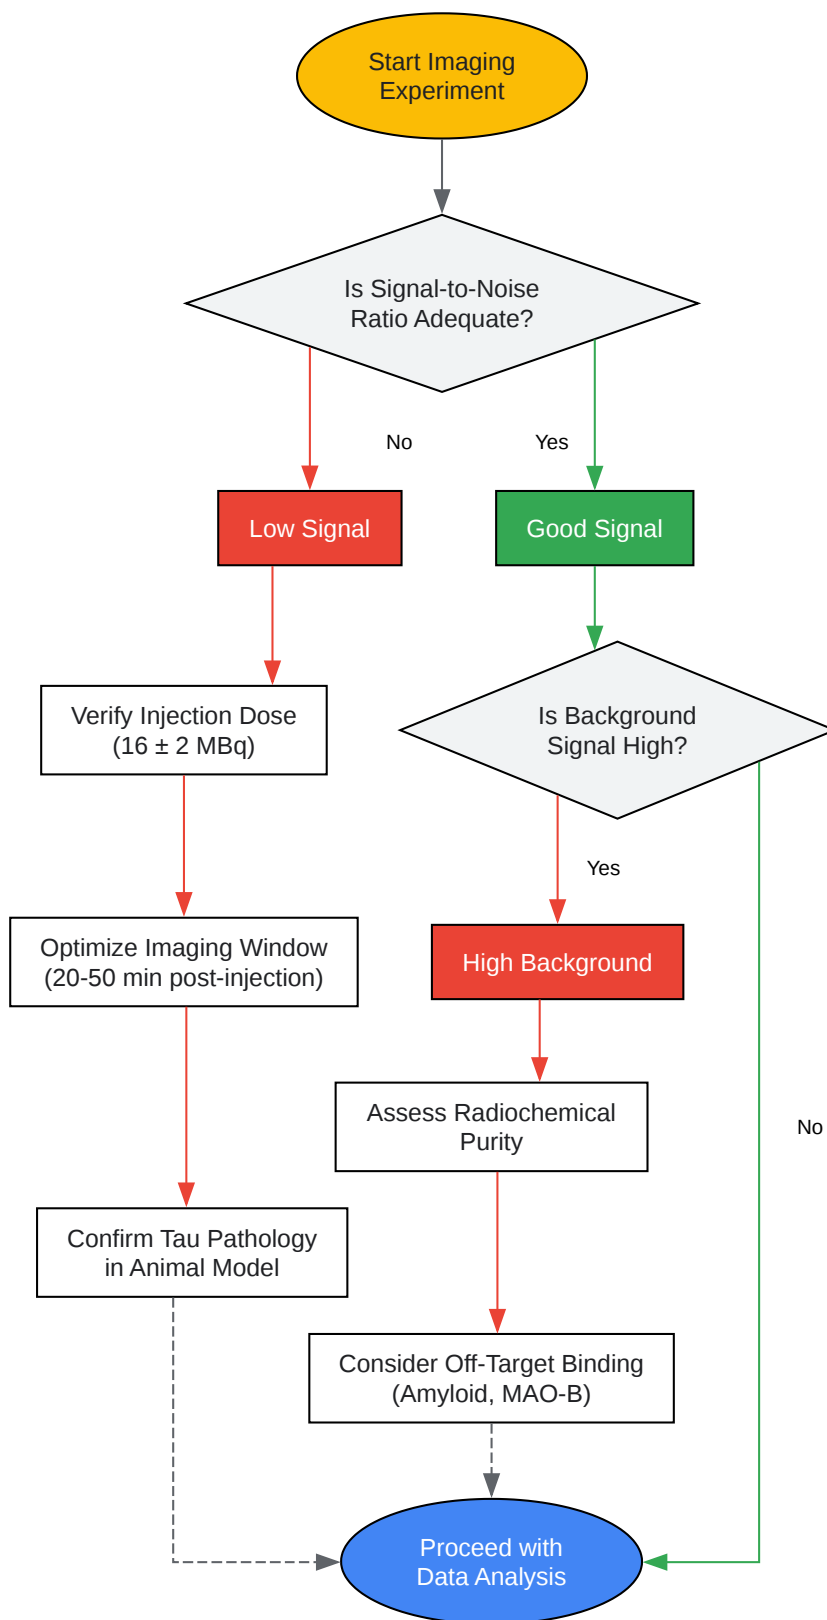 Start Imaging
Experiment
Is Signal-to-Noise
Ratio Adequate?
No
Yes
Low Signal
Good Signal
Verify Injection Dose
(16 ± 2 MBq)
Is Background
Signal High?
Yes
Optimize Imaging Window
(20-50 min post-injection)
High Background
Assess Radiochemical
Purity
No
Confirm Tau Pathology
in Animal Model
Consider Off-Target Binding
(Amyloid, MAO-B)
Proceed with
Data Analysis